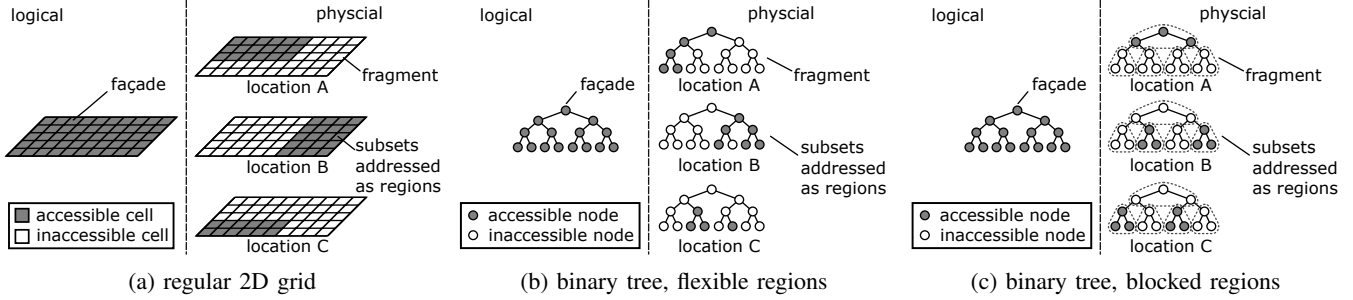 logical
physcial
façade
fragment
location A
location B
subsets
addressed
as regions
location C
accessible cell
inaccessible cell
(a) regular 2D grid
logical
physcial
façade
fragment
location A
location B
subsets
addressed
as regions
location C
accessible node
inaccessible node
(b) binary tree, flexible regions
logical
physcial
façade
fragment
location A
location B
subsets
addressed
as regions
location C
accessible node
inaccessible node
(c) binary tree, blocked regions